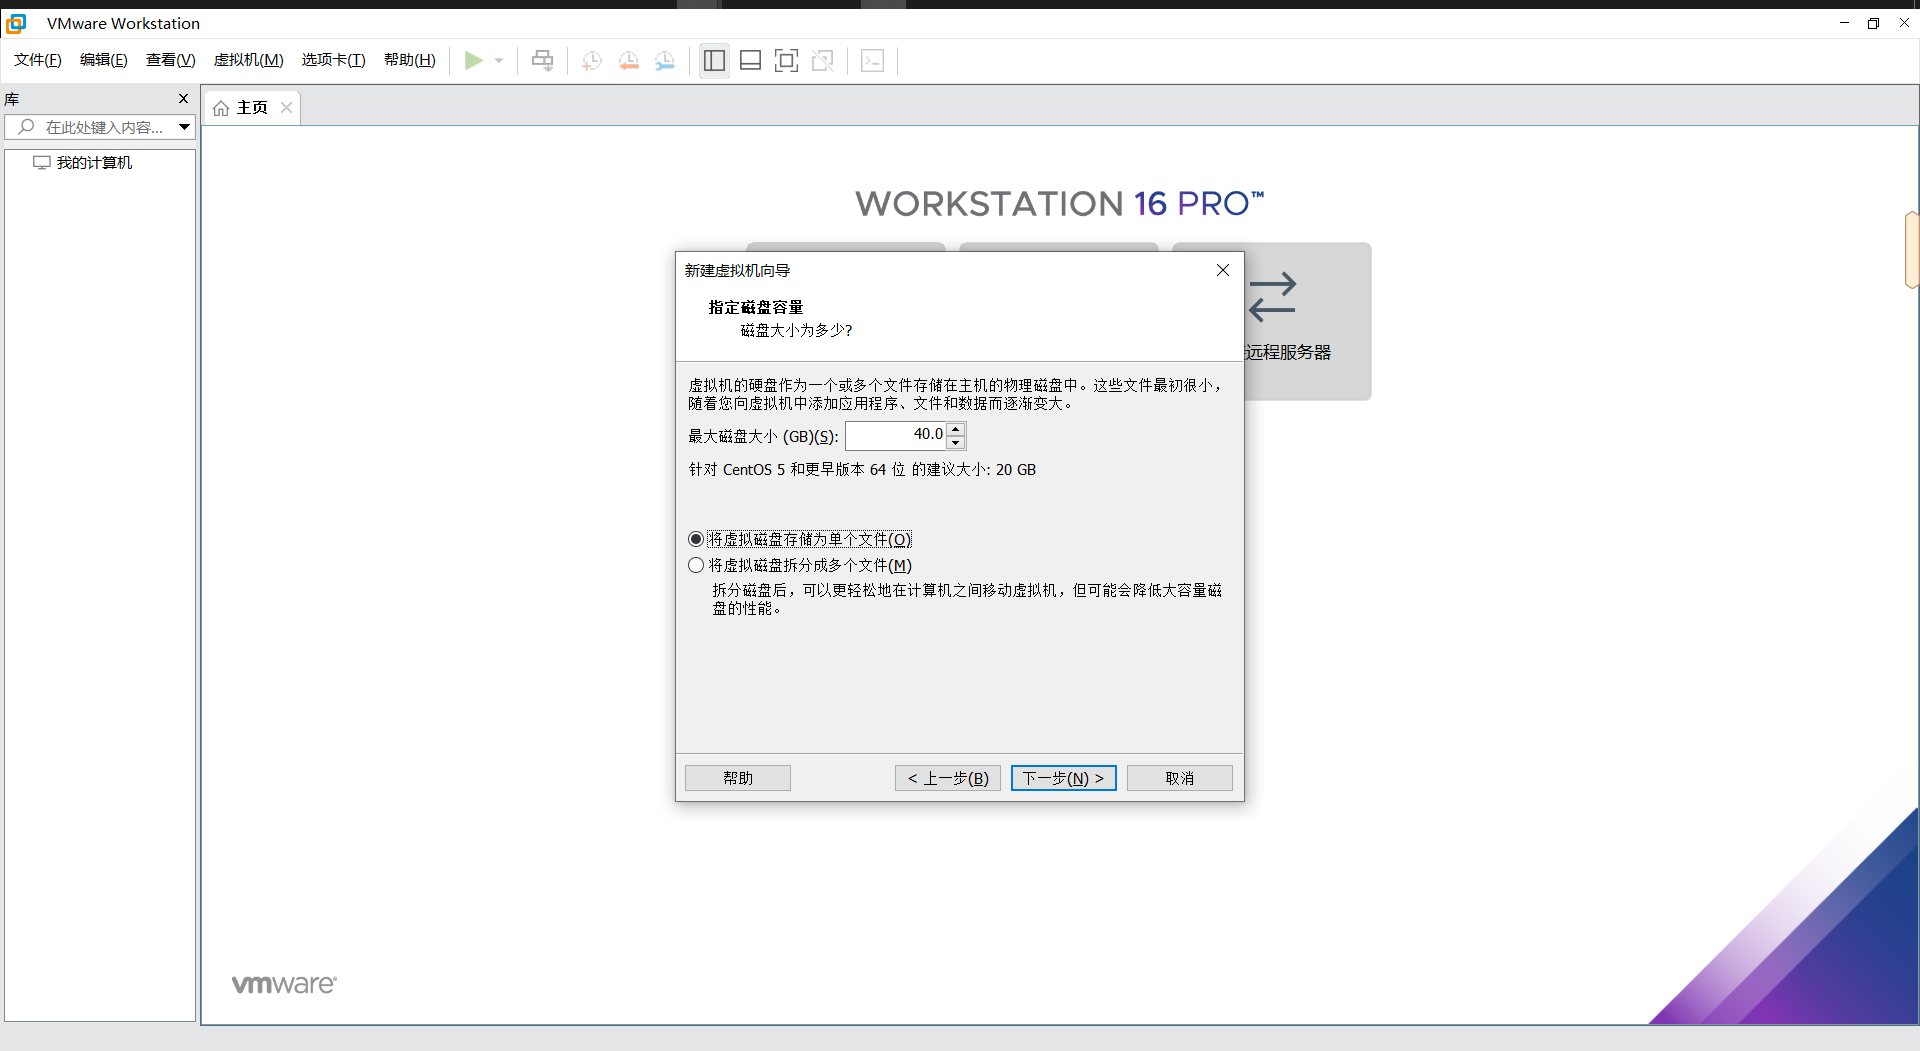 VMware Workstation
文件(F) 编辑(E) 查看(V) 虚拟机(M) 选项卡(T) 帮助(H)
库
主页
在此处键入内容...
我的计算机
WORKSTATION 16 PRO™
新建虚拟机向导
指定磁盘容量
磁盘大小为多少?
远程服务器
虚拟机的硬盘作为一个或多个文件存储在主机的物理磁盘中。这些文件最初很小，
随着您向虚拟机中添加应用程序、文件和数据而逐渐变大。
最大磁盘大小 (GB)(S): 40.0
针对 CentOS 5 和更早版本 64 位 的建议大小: 20 GB
将虚拟磁盘存储为单个文件(O)
将虚拟磁盘拆分成多个文件(M)
拆分磁盘后，可以更轻松地在计算机之间移动虚拟机，但可能会降低大容量磁
盘的性能。
帮助 < 上一步(B) 下一步(N) > 取消
vmware